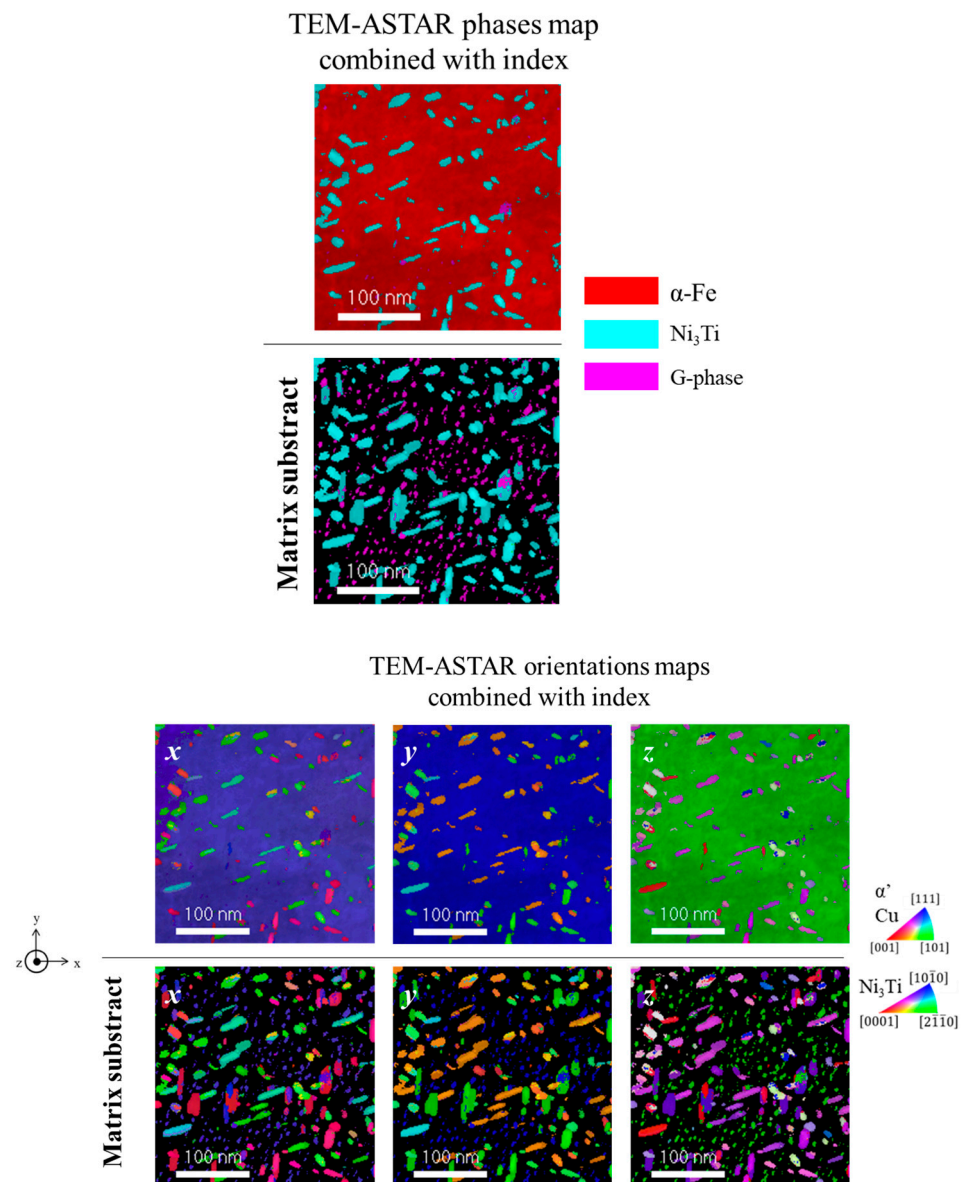 TEM-ASTAR phases map
combined with index
100 nm
α-Fe
Ni₃Ti
G-phase
Matrix substract
100 nm
TEM-ASTAR orientations maps
combined with index
x
y
z
100 nm
100 nm
100 nm
α’
Cu
[111]
[001]
[101]
y
z
x
Matrix substract
x
y
z
Ni₃Ti
[101̅0]
[0001]
[21̅1̅0]
100 nm
100 nm
100 nm